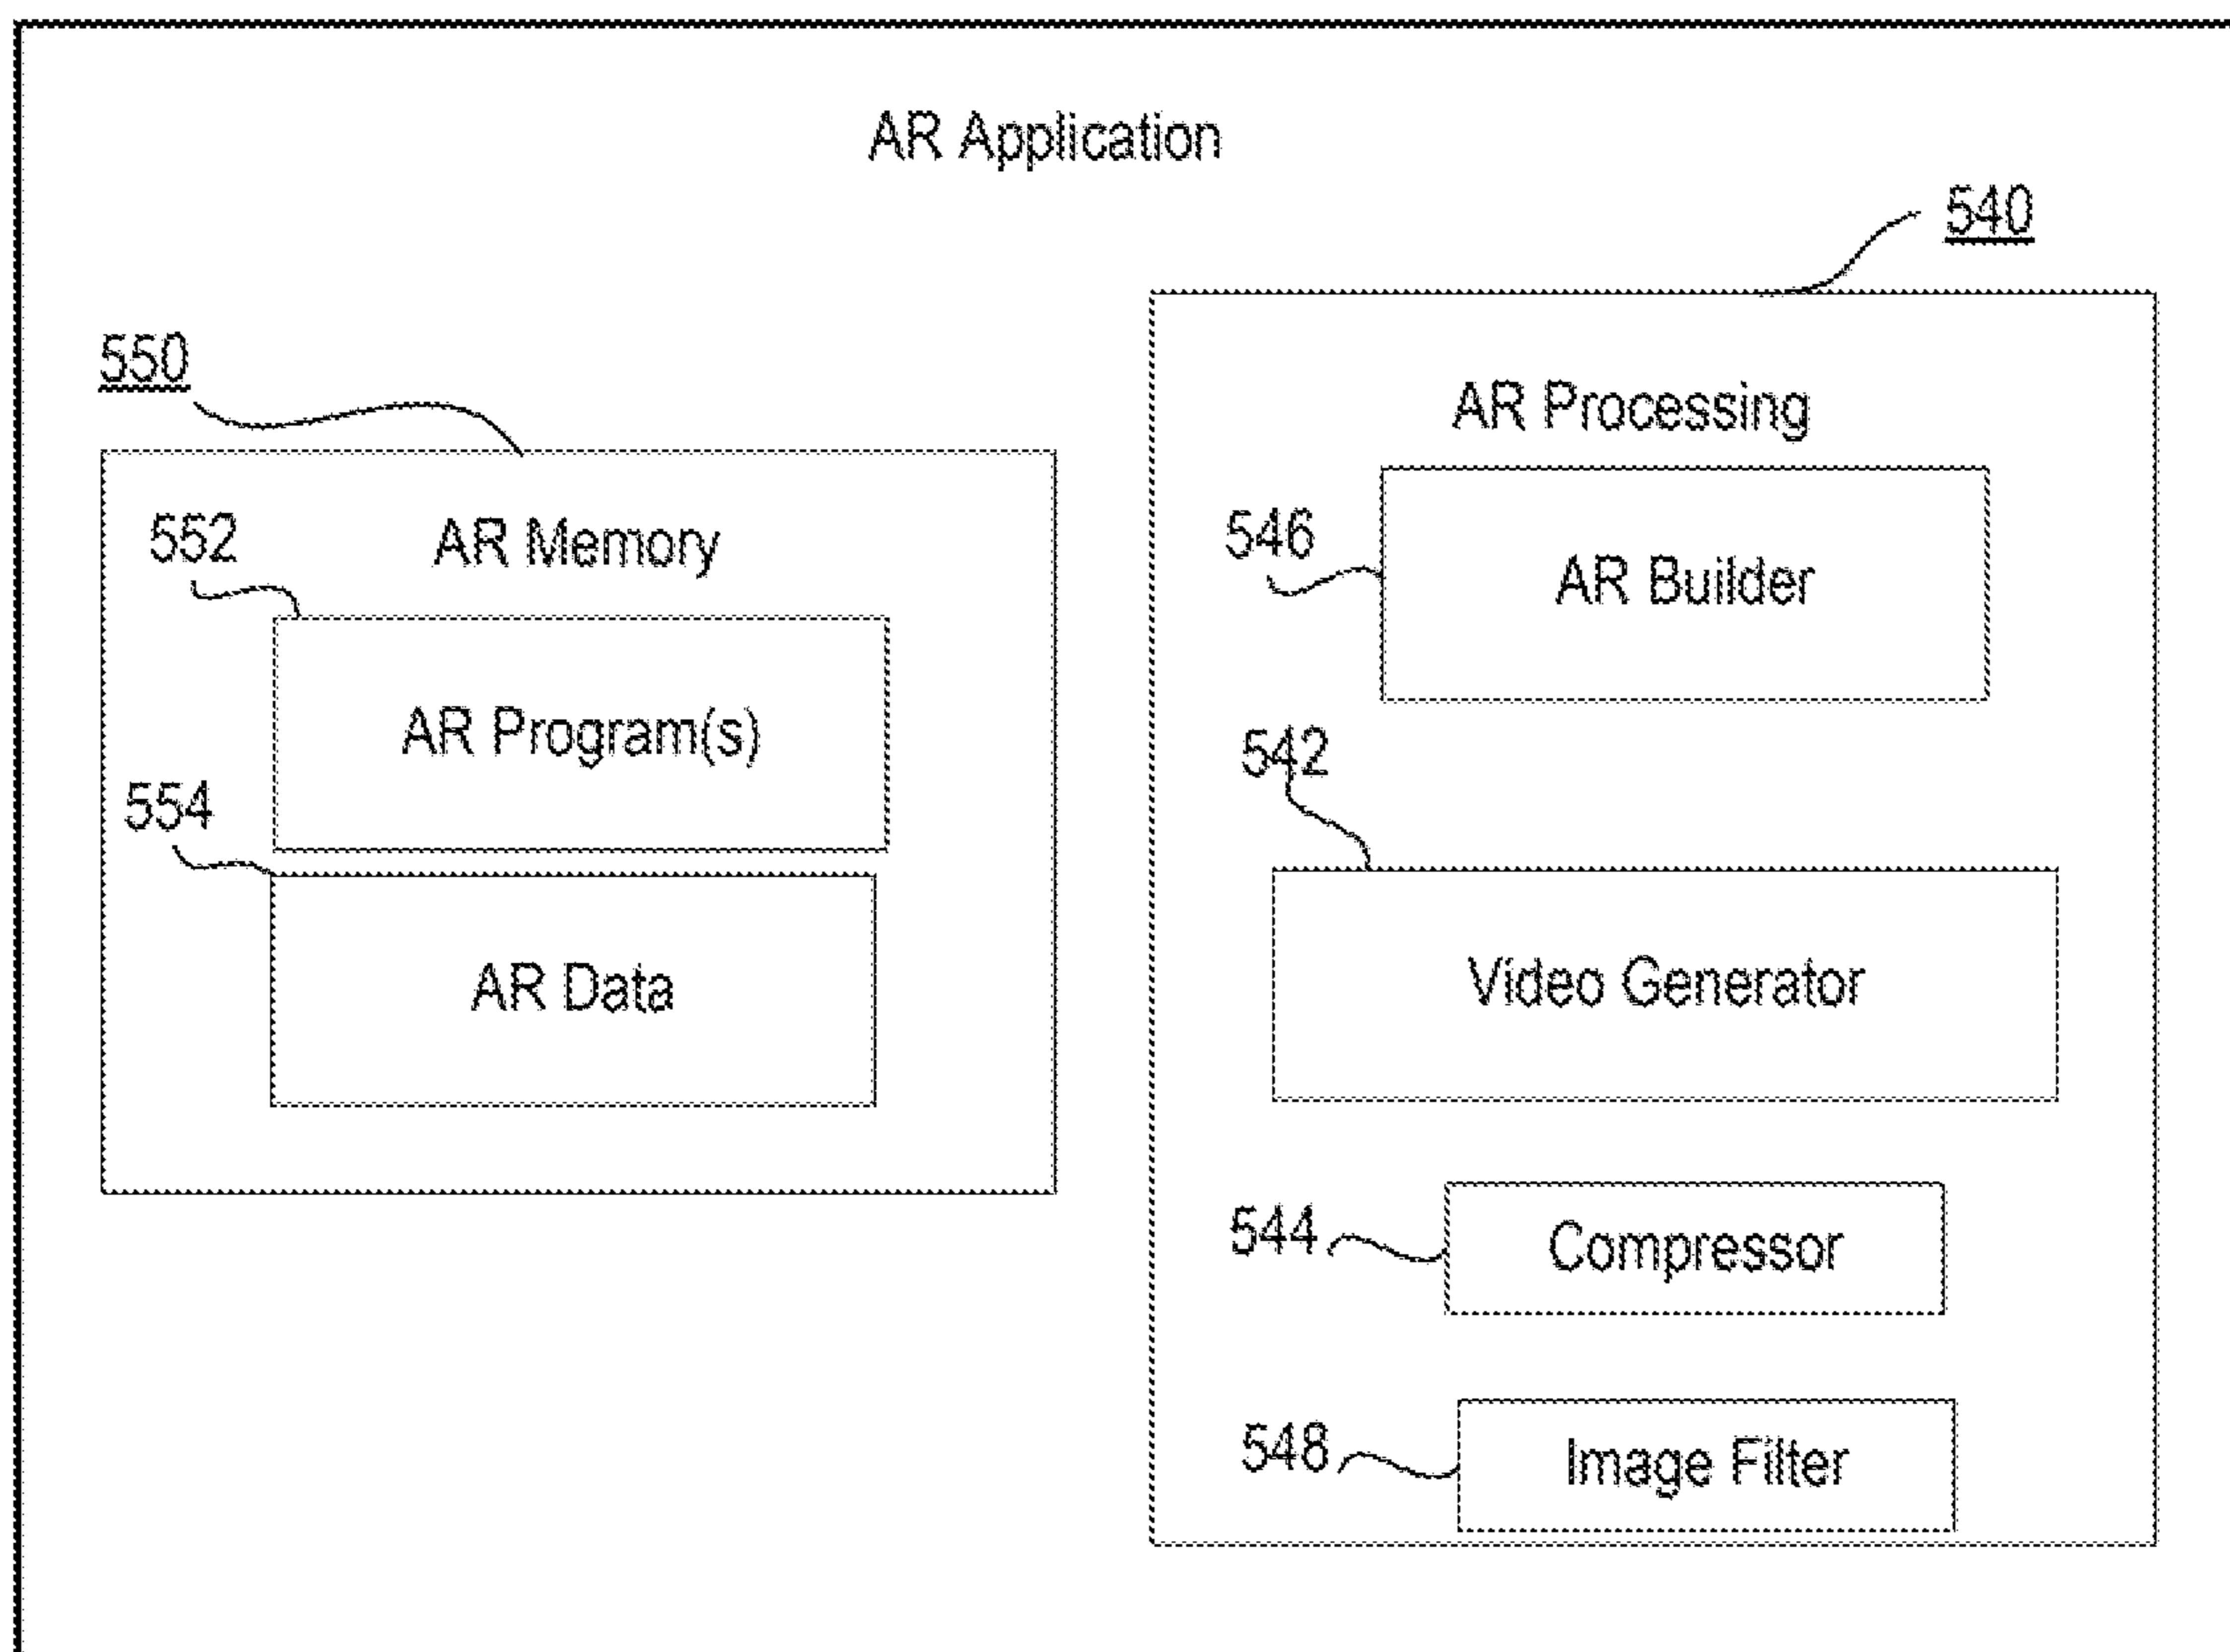 AR Application
540
550
AR Memory
552
AR Program(s)
554
AR Data
AR Processing
546
AR Builder
542
Video Generator
544
Compressor
548
Image Filter